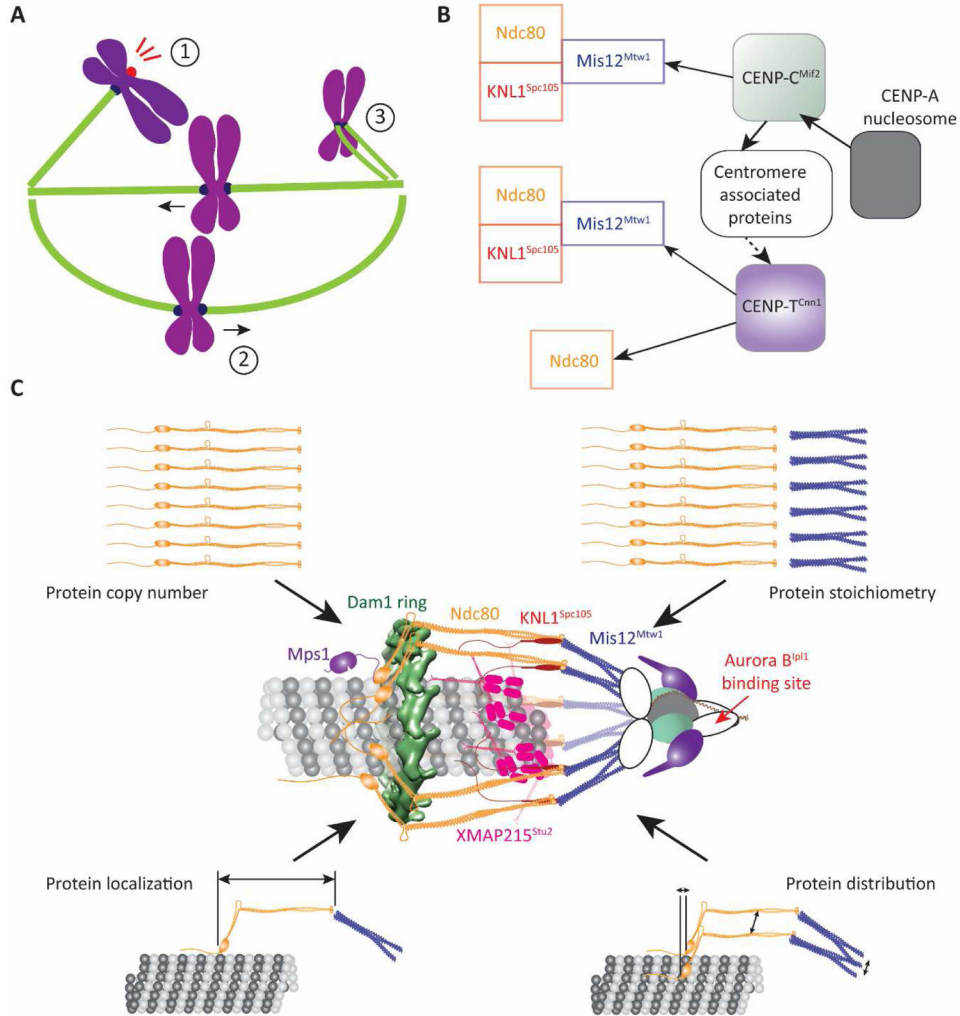 A
1
3
2
B
Ndc80
KNL1Spc105
Mis12Mtw1
CENP-CMif2
CENP-A
nucleosome
Centromere
associated
proteins
Ndc80
KNL1Spc105
Mis12Mtw1
CENP-TCnn1
Ndc80
C
Protein copy number
Protein stoichiometry
Dam1 ring
Ndc80
KNL1Spc105
Mis12Mtw1
Mps1
Aurora BIpl1
binding site
XMAP215Stu2
Protein localization
Protein distribution